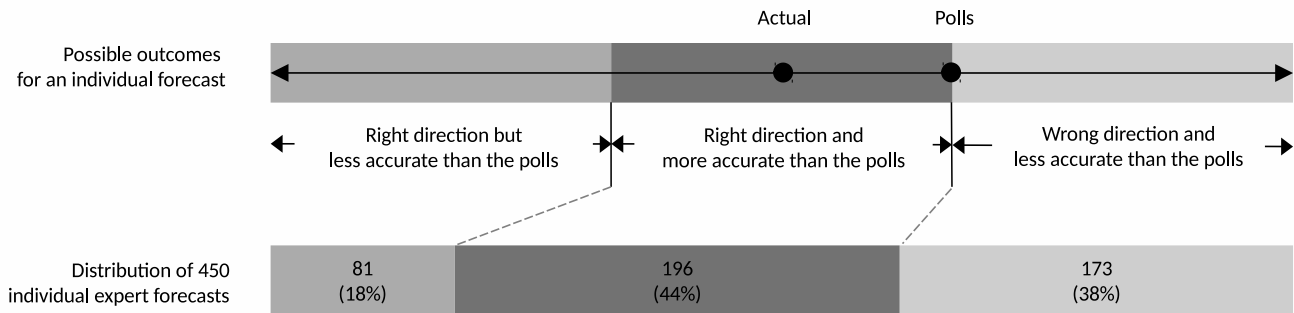 Actual
Polls
Possible outcomes
for an individual forecast
Right direction but
less accurate than the polls
Right direction and
more accurate than the polls
Wrong direction and
less accurate than the polls
Distribution of 450
individual expert forecasts
81
(18%)
196
(44%)
173
(38%)